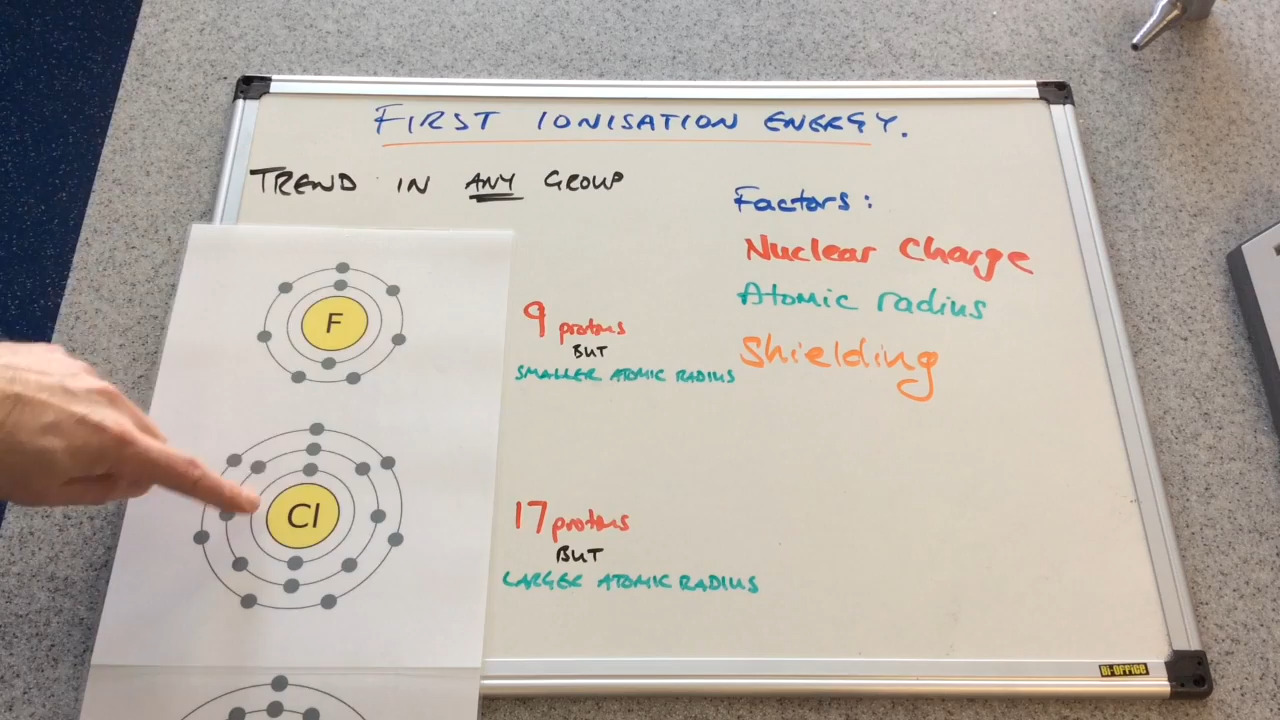 FIRST IONISATION ENERGY.
TREND IN ANY GROUP
Factors:
Nuclear Charge
Atomic radius
Shielding
F
9 protons
BUT
SMALLER ATOMIC RADIUS
Cl
17 protons
BUT
LARGER ATOMIC RADIUS
Bi-OFFICE